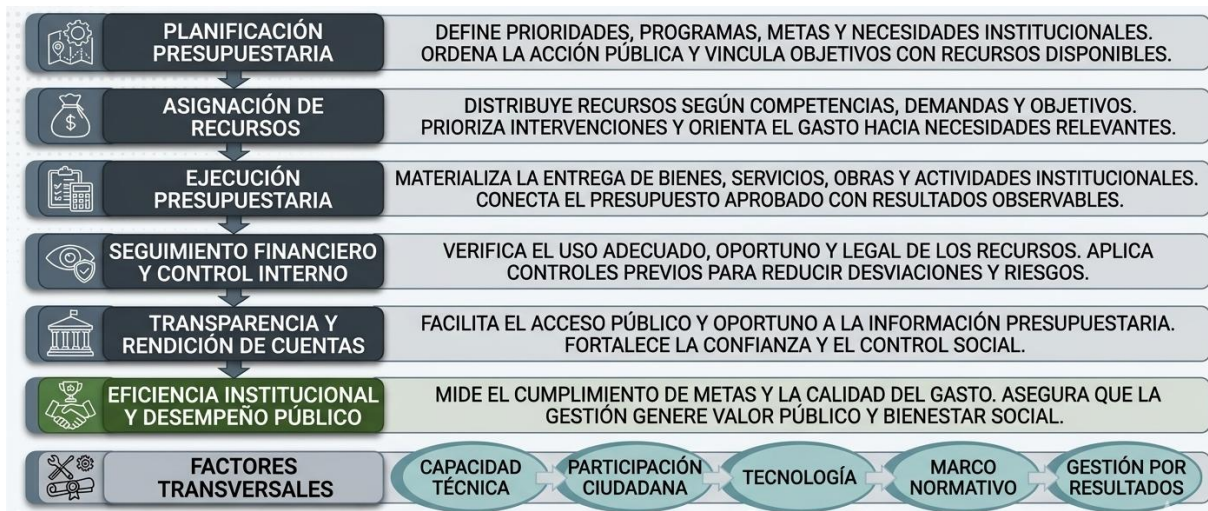 PLANIFICACIÓN
PRESUPUESTARIA
DEFINE PRIORIDADES, PROGRAMAS, METAS Y NECESIDADES INSTITUCIONALES.
ORDENA LA ACCIÓN PÚBLICA Y VINCULA OBJETIVOS CON RECURSOS DISPONIBLES.
ASIGNACIÓN DE
RECURSOS
DISTRIBUYE RECURSOS SEGÚN COMPETENCIAS, DEMANDAS Y OBJETIVOS.
PRIORIZA INTERVENCIONES Y ORIENTA EL GASTO HACIA NECESIDADES RELEVANTES.
EJECUCIÓN
PRESUPUESTARIA
MATERIALIZA LA ENTREGA DE BIENES, SERVICIOS, OBRAS Y ACTIVIDADES INSTITUCIONALES.
CONECTA EL PRESUPUESTO APROBADO CON RESULTADOS OBSERVABLES.
SEGUIMIENTO FINANCIERO
Y CONTROL INTERNO
VERIFICA EL USO ADECUADO, OPORTUNO Y LEGAL DE LOS RECURSOS. APLICA
CONTROLES PREVIOS PARA REDUCIR DESVIACIONES Y RIESGOS.
TRANSPARENCIA Y
RENDICIÓN DE CUENTAS
FACILITA EL ACCESO PÚBLICO Y OPORTUNO A LA INFORMACIÓN PRESUPUESTARIA.
FORTALECE LA CONFIANZA Y EL CONTROL SOCIAL.
EFICIENCIA INSTITUCIONAL
Y DESEMPEÑO PÚBLICO
MIDE EL CUMPLIMIENTO DE METAS Y LA CALIDAD DEL GASTO. ASEGURA QUE LA
GESTIÓN GENERE VALOR PÚBLICO Y BIENESTAR SOCIAL.
FACTORES
TRANSVERSALES
CAPACIDAD
TÉCNICA
PARTICIPACIÓN
CIUDADANA
TECNOLOGÍA
MARCO
NORMATIVO
GESTIÓN POR
RESULTADOS